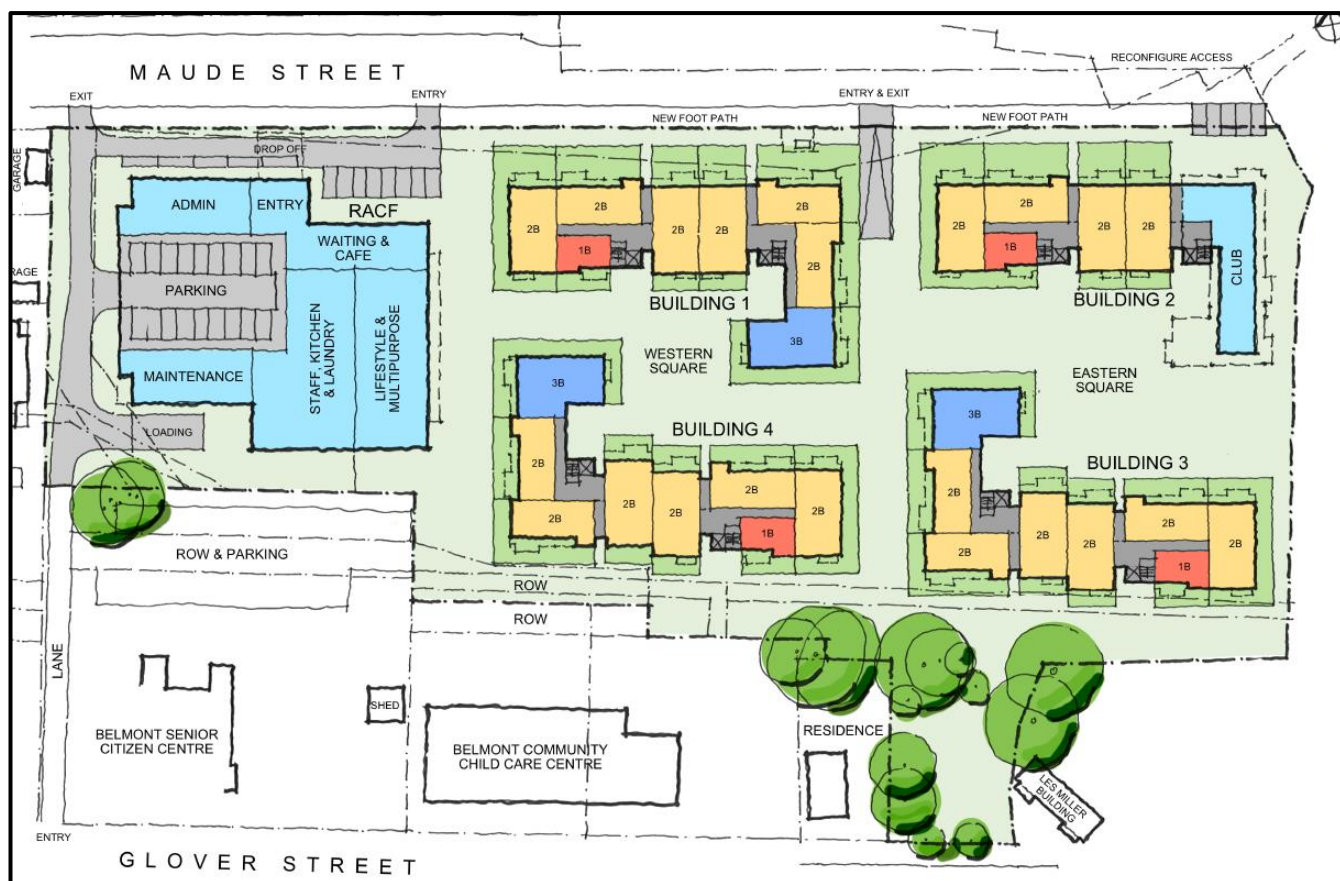 RECONFIGURE ACCESS
MAUDE STREET
EXIT
ENTRY
ENTRY & EXIT
NEW FOOT PATH
NEW FOOT PATH
GARAGE
DROP OFF
ADMIN
ENTRY
RACF
WAITING &
CAFE
PARKING
STAFF, KITCHEN
& LAUNDRY
LIFESTYLE &
MULTIPURPOSE
MAINTENANCE
LOADING
2B
2B
1B
2B
2B
2B
2B
3B
BUILDING 1
2B
2B
1B
2B
2B
CLUB
BUILDING 2
WESTERN
SQUARE
EASTERN
SQUARE
3B
2B
2B
2B
2B
2B
1B
2B
BUILDING 4
3B
2B
2B
2B
2B
2B
1B
2B
BUILDING 3
RAGE
ROW & PARKING
ROW
ROW
LANE
SHED
BELMONT SENIOR
CITIZEN CENTRE
BELMONT COMMUNITY
CHILD CARE CENTRE
RESIDENCE
LES MILLER
BUILDING
ENTRY
GLOVER STREET